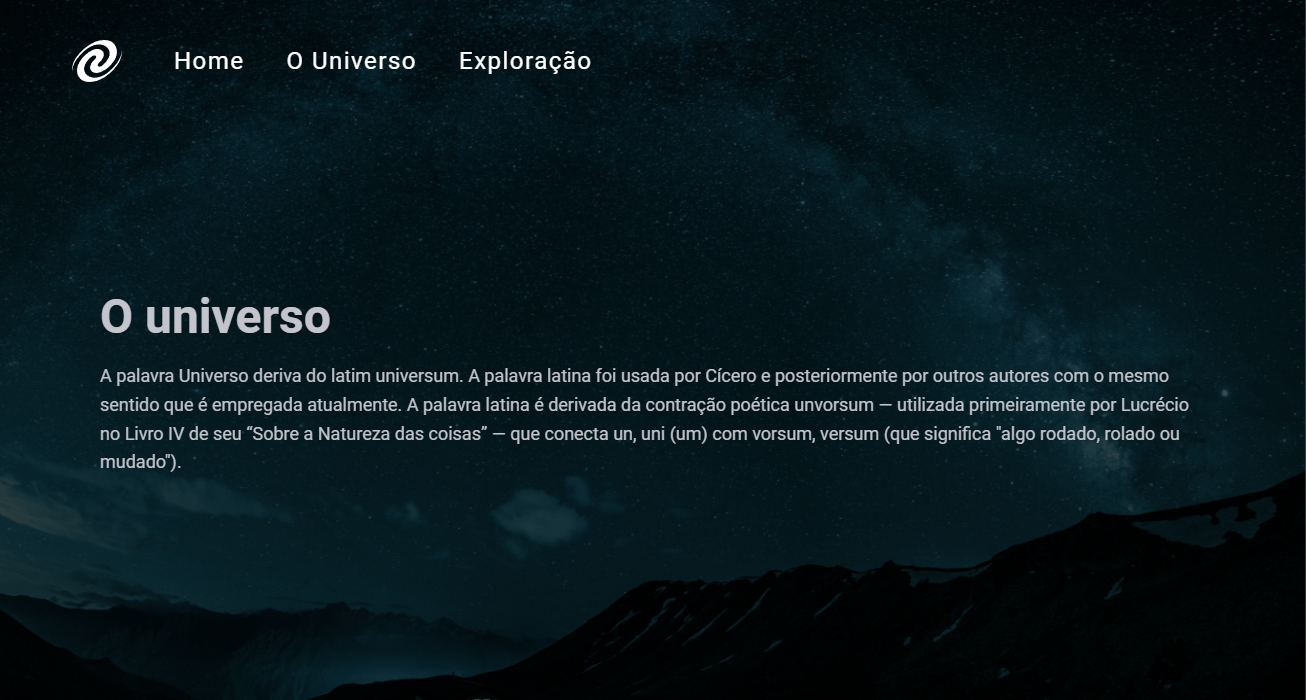 Home O Universo Exploração
O universo
A palavra Universo deriva do latim universum. A palavra latina foi usada por Cícero e posteriormente por outros autores com o mesmo
sentido que é empregada atualmente. A palavra latina é derivada da contração poética unvorsum — utilizada primeiramente por Lucrécio
no Livro IV de seu “Sobre a Natureza das coisas” — que conecta un, uni (um) com vorsum, versum (que significa "algo rodado, rolado ou
mudado").